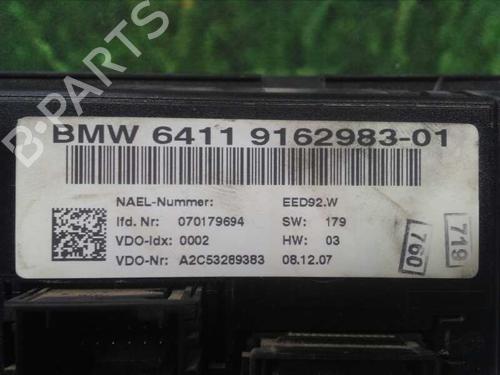 B-PARTS
BMW 6411 9162983-01
NAEL-Nummer: EED92.W
lfd. Nr: 070179694 SW: 179
VDO-Idx: 0002 HW: 03
VDO-Nr: A2C53289383 08.12.07
760
719